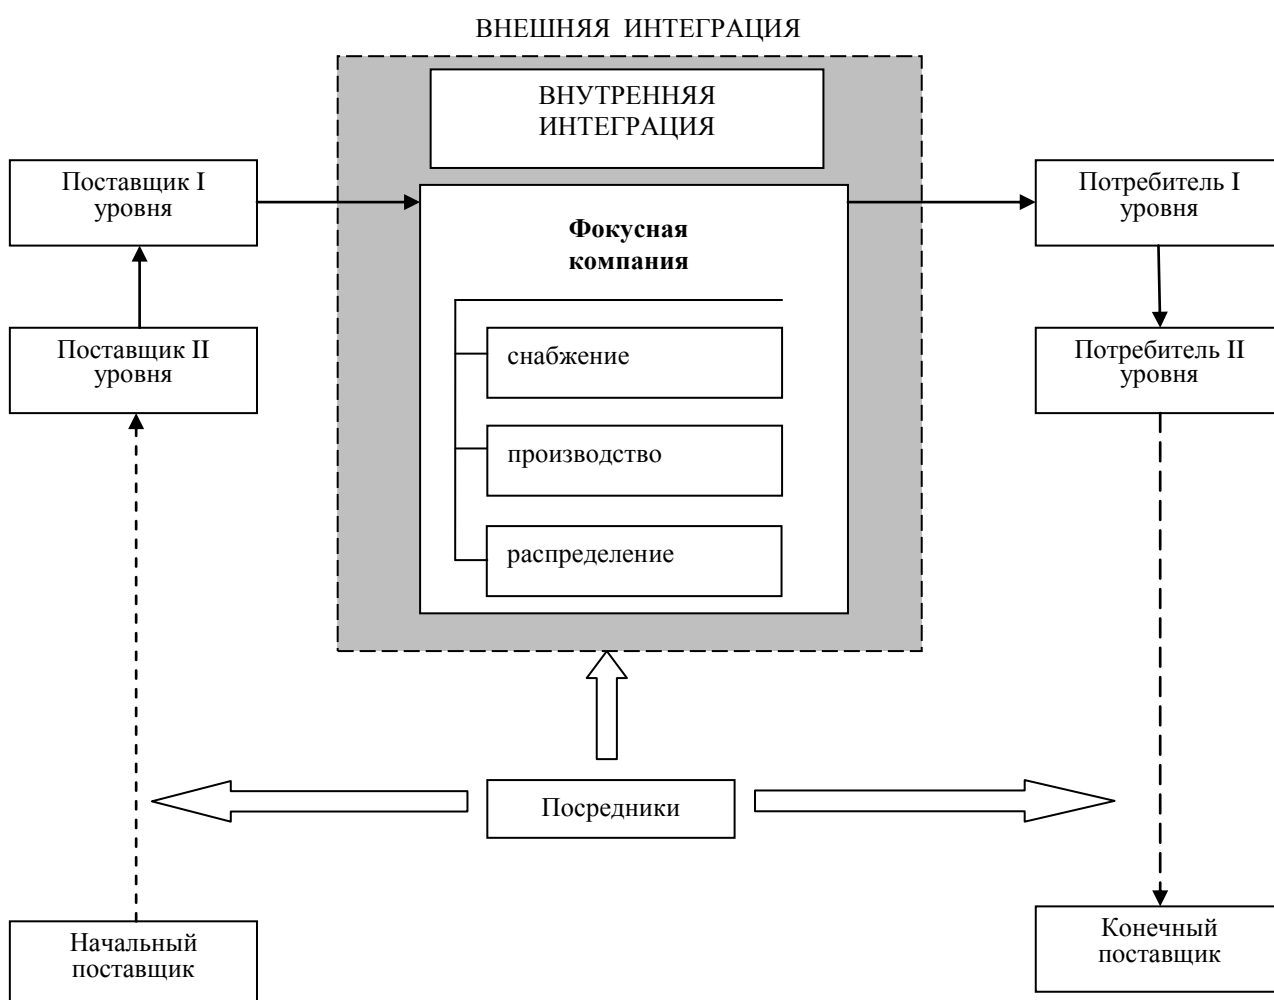 ВНЕШНЯЯ ИНТЕГРАЦИЯ
ВНУТРЕННЯЯ
ИНТЕГРАЦИЯ
Поставщик I
уровня
Потребитель I
уровня
Фокусная
компания
Поставщик II
уровня
снабжение
Потребитель II
уровня
производство
распределение
Посредники
Начальный
поставщик
Конечный
поставщик